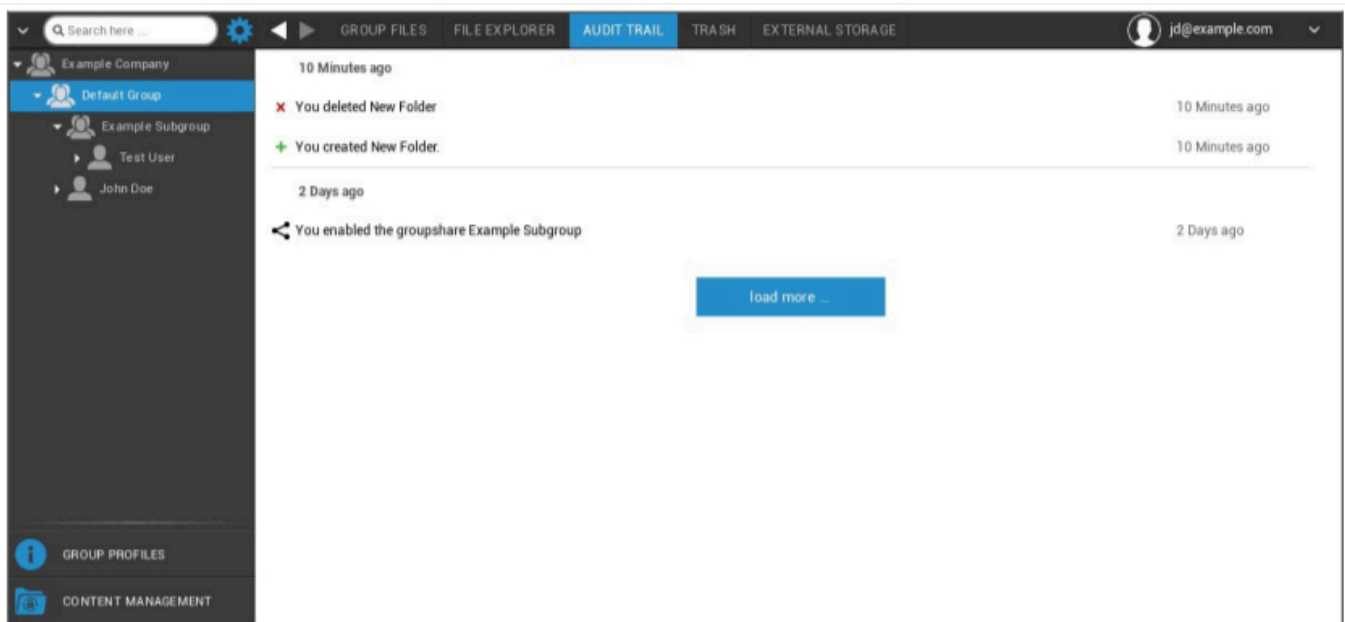 Search here ...
GROUP FILES FILE EXPLORER AUDIT TRAIL TRASH EXTERNAL STORAGE jd@example.com
Example Company
Default Group
Example Subgroup
Test User
John Doe
10 Minutes ago
You deleted New Folder 10 Minutes ago
You created New Folder. 10 Minutes ago
2 Days ago
You enabled the groupshare Example Subgroup 2 Days ago
load more ...
GROUP PROFILES
CONTENT MANAGEMENT